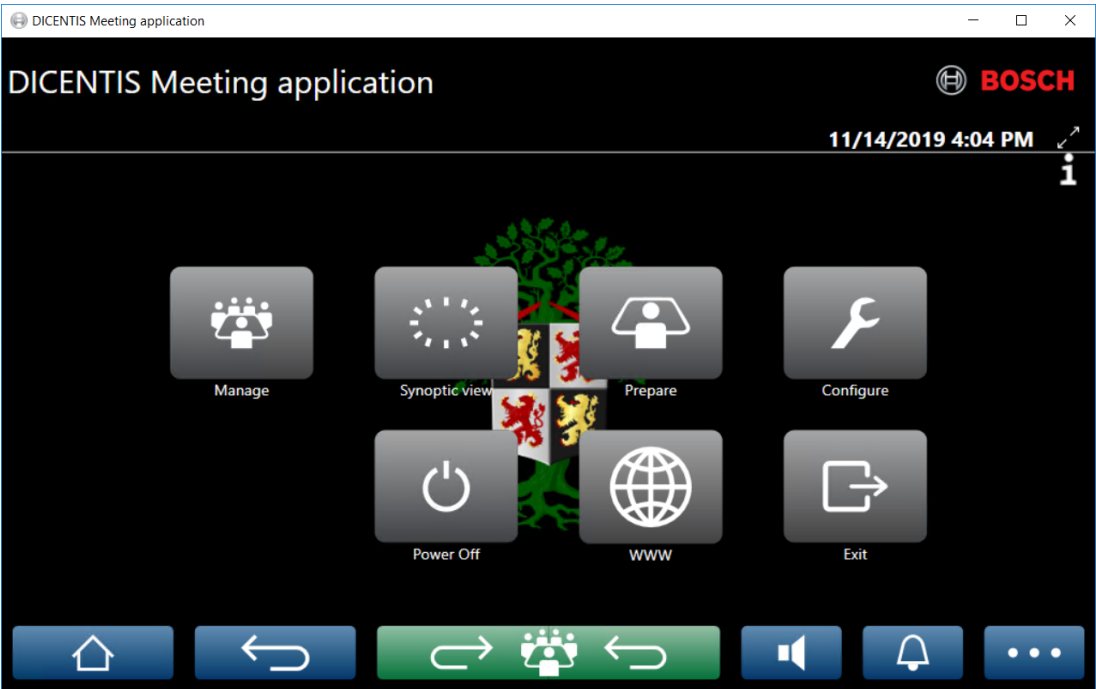 DICENTIS Meeting application
DICENTIS Meeting application
BOSCH
11/14/2019 4:04 PM
Manage
Synoptic view
Prepare
Configure
Power Off
WWW
Exit